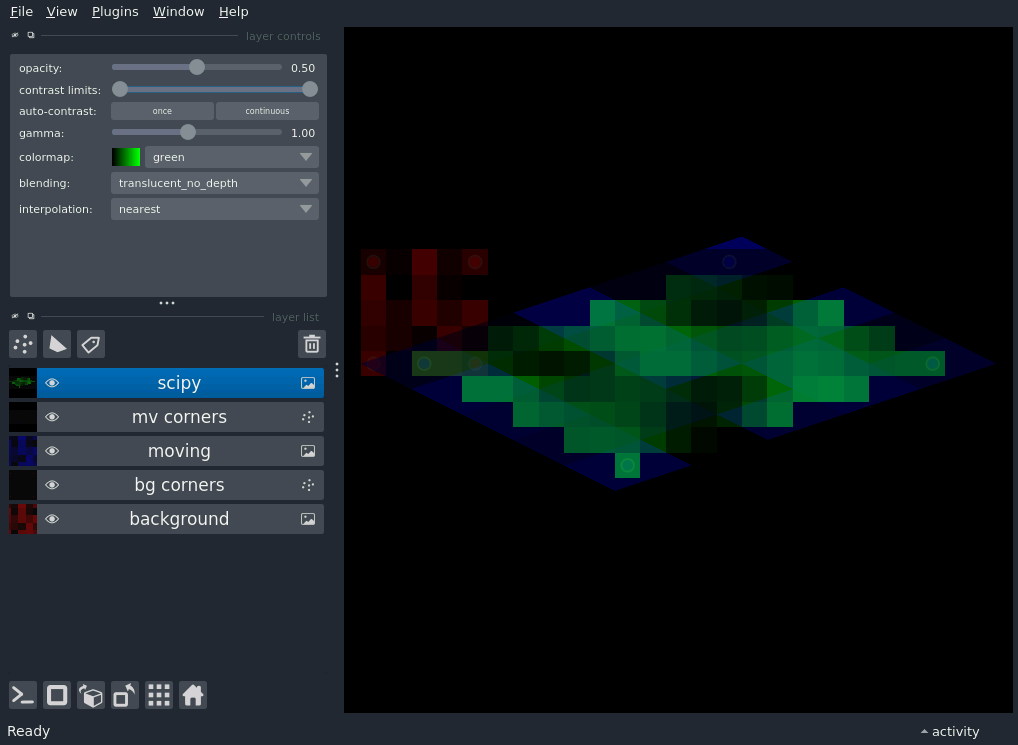 File View Plugins Window Help
layer controls
opacity: 0.50
contrast limits:
auto-contrast: once continuous
gamma: 1.00
colormap: green
blending: translucent_no_depth
interpolation: nearest
layer list
scipy
mv corners
moving
bg corners
background
Ready activity